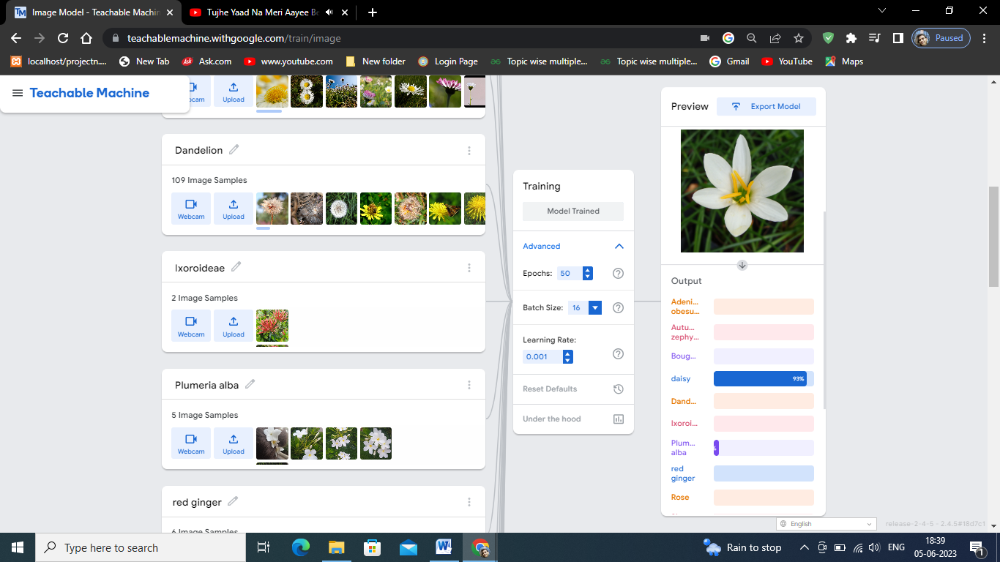 Image Model - Teachable Machin
Tujhe Yaad Na Meri Aayee Be
teachablemachine.withgoogle.com/train/image
Paused
localhost/projectn....
New Tab
Ask
Ask.com
www.youtube.com
New folder
Login Page
Topic wise multiple...
Topic wise multiple...
Gmail
YouTube
Maps
Teachable Machine
Upload
Dandelion
109 Image Samples
Webcam
Upload
Ixoroideae
2 Image Samples
Webcam
Upload
Plumeria alba
5 Image Samples
Webcam
Upload
red ginger
6 Image Samples
Training
Model Trained
Advanced
Epochs: 50
Batch Size: 16
Learning Rate:
0.001
Reset Defaults
Under the hood
Preview
Export Model
Output
Adeni...
obesu...
Autu...
zephy...
Boug...
daisy
93%
Dand...
Ixoroi...
Plum...
alba
red
ginger
Rose
English
release-2-4-5 - 2.4.5#18d7c1
Type here to search
Rain to stop
ENG
18:39
05-06-2023
1